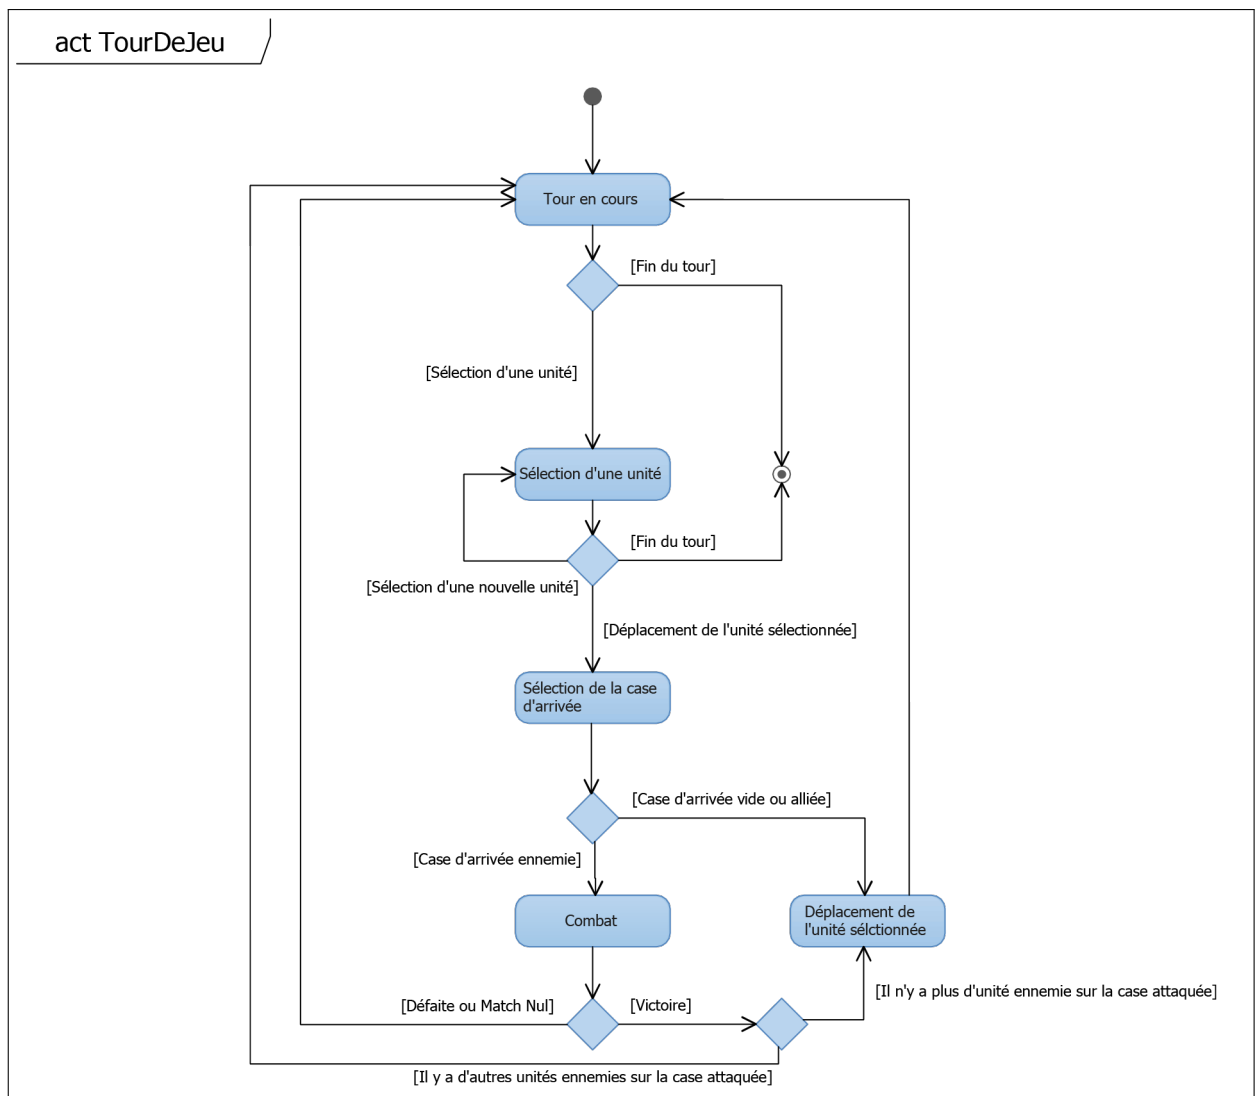 act TourDeJeu
Tour en cours
[Fin du tour]
[Sélection d'une unité]
Sélection d'une unité
[Fin du tour]
[Sélection d'une nouvelle unité]
[Déplacement de l'unité sélectionnée]
Sélection de la case
d'arrivée
[Case d'arrivée vide ou alliée]
[Case d'arrivée ennemie]
Combat
Déplacement de
l'unité sélctionnée
[Il n'y a plus d'unité ennemie sur la case attaquée]
[Défaite ou Match Nul]
[Victoire]
[Il y a d'autres unités ennemies sur la case attaquée]